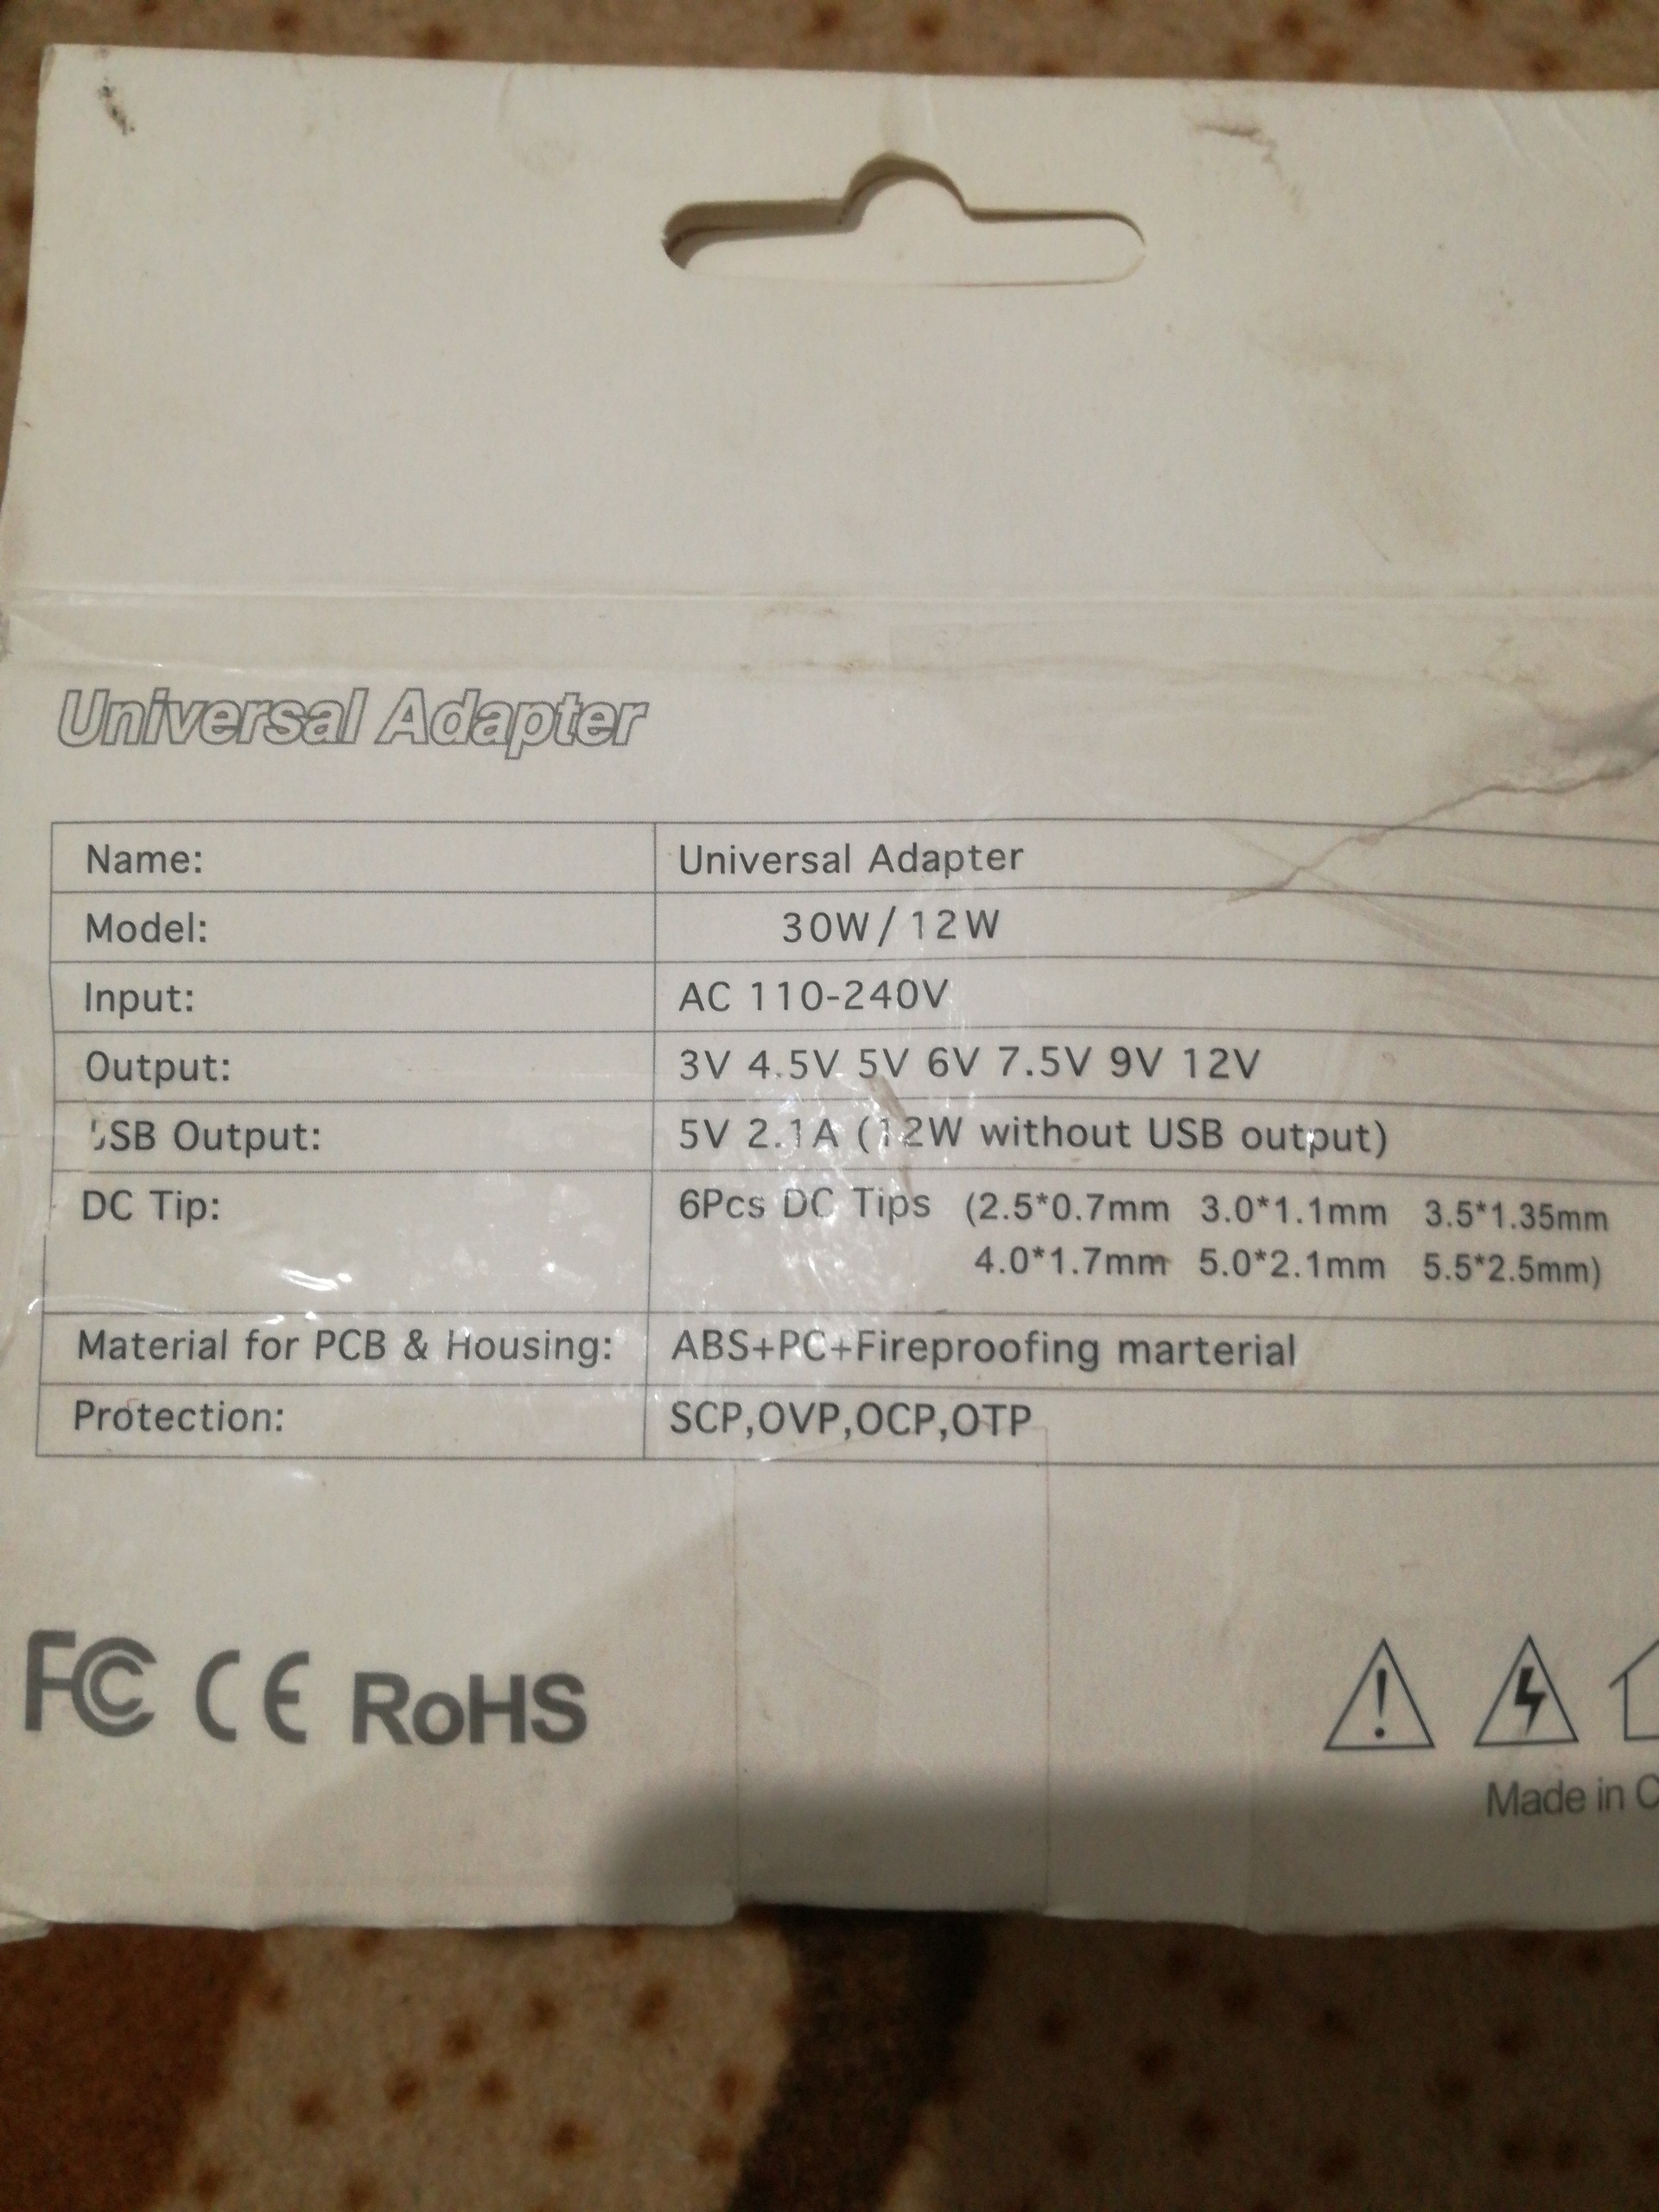 Universal Adapter
Name: Universal Adapter
Model: 30W/12W
Input: AC 110-240V
Output: 3V 4.5V 5V 6V 7.5V 9V 12V
USB Output: 5V 2.1A (12W without USB output)
DC Tip: 6Pcs DC Tips (2.5*0.7mm 3.0*1.1mm 3.5*1.35mm
4.0*1.7mm 5.0*2.1mm 5.5*2.5mm)
Material for PCB & Housing: ABS+PC+Fireproofing marterial
Protection: SCP,OVP,OCP,OTP
FC CE RoHS
Made in